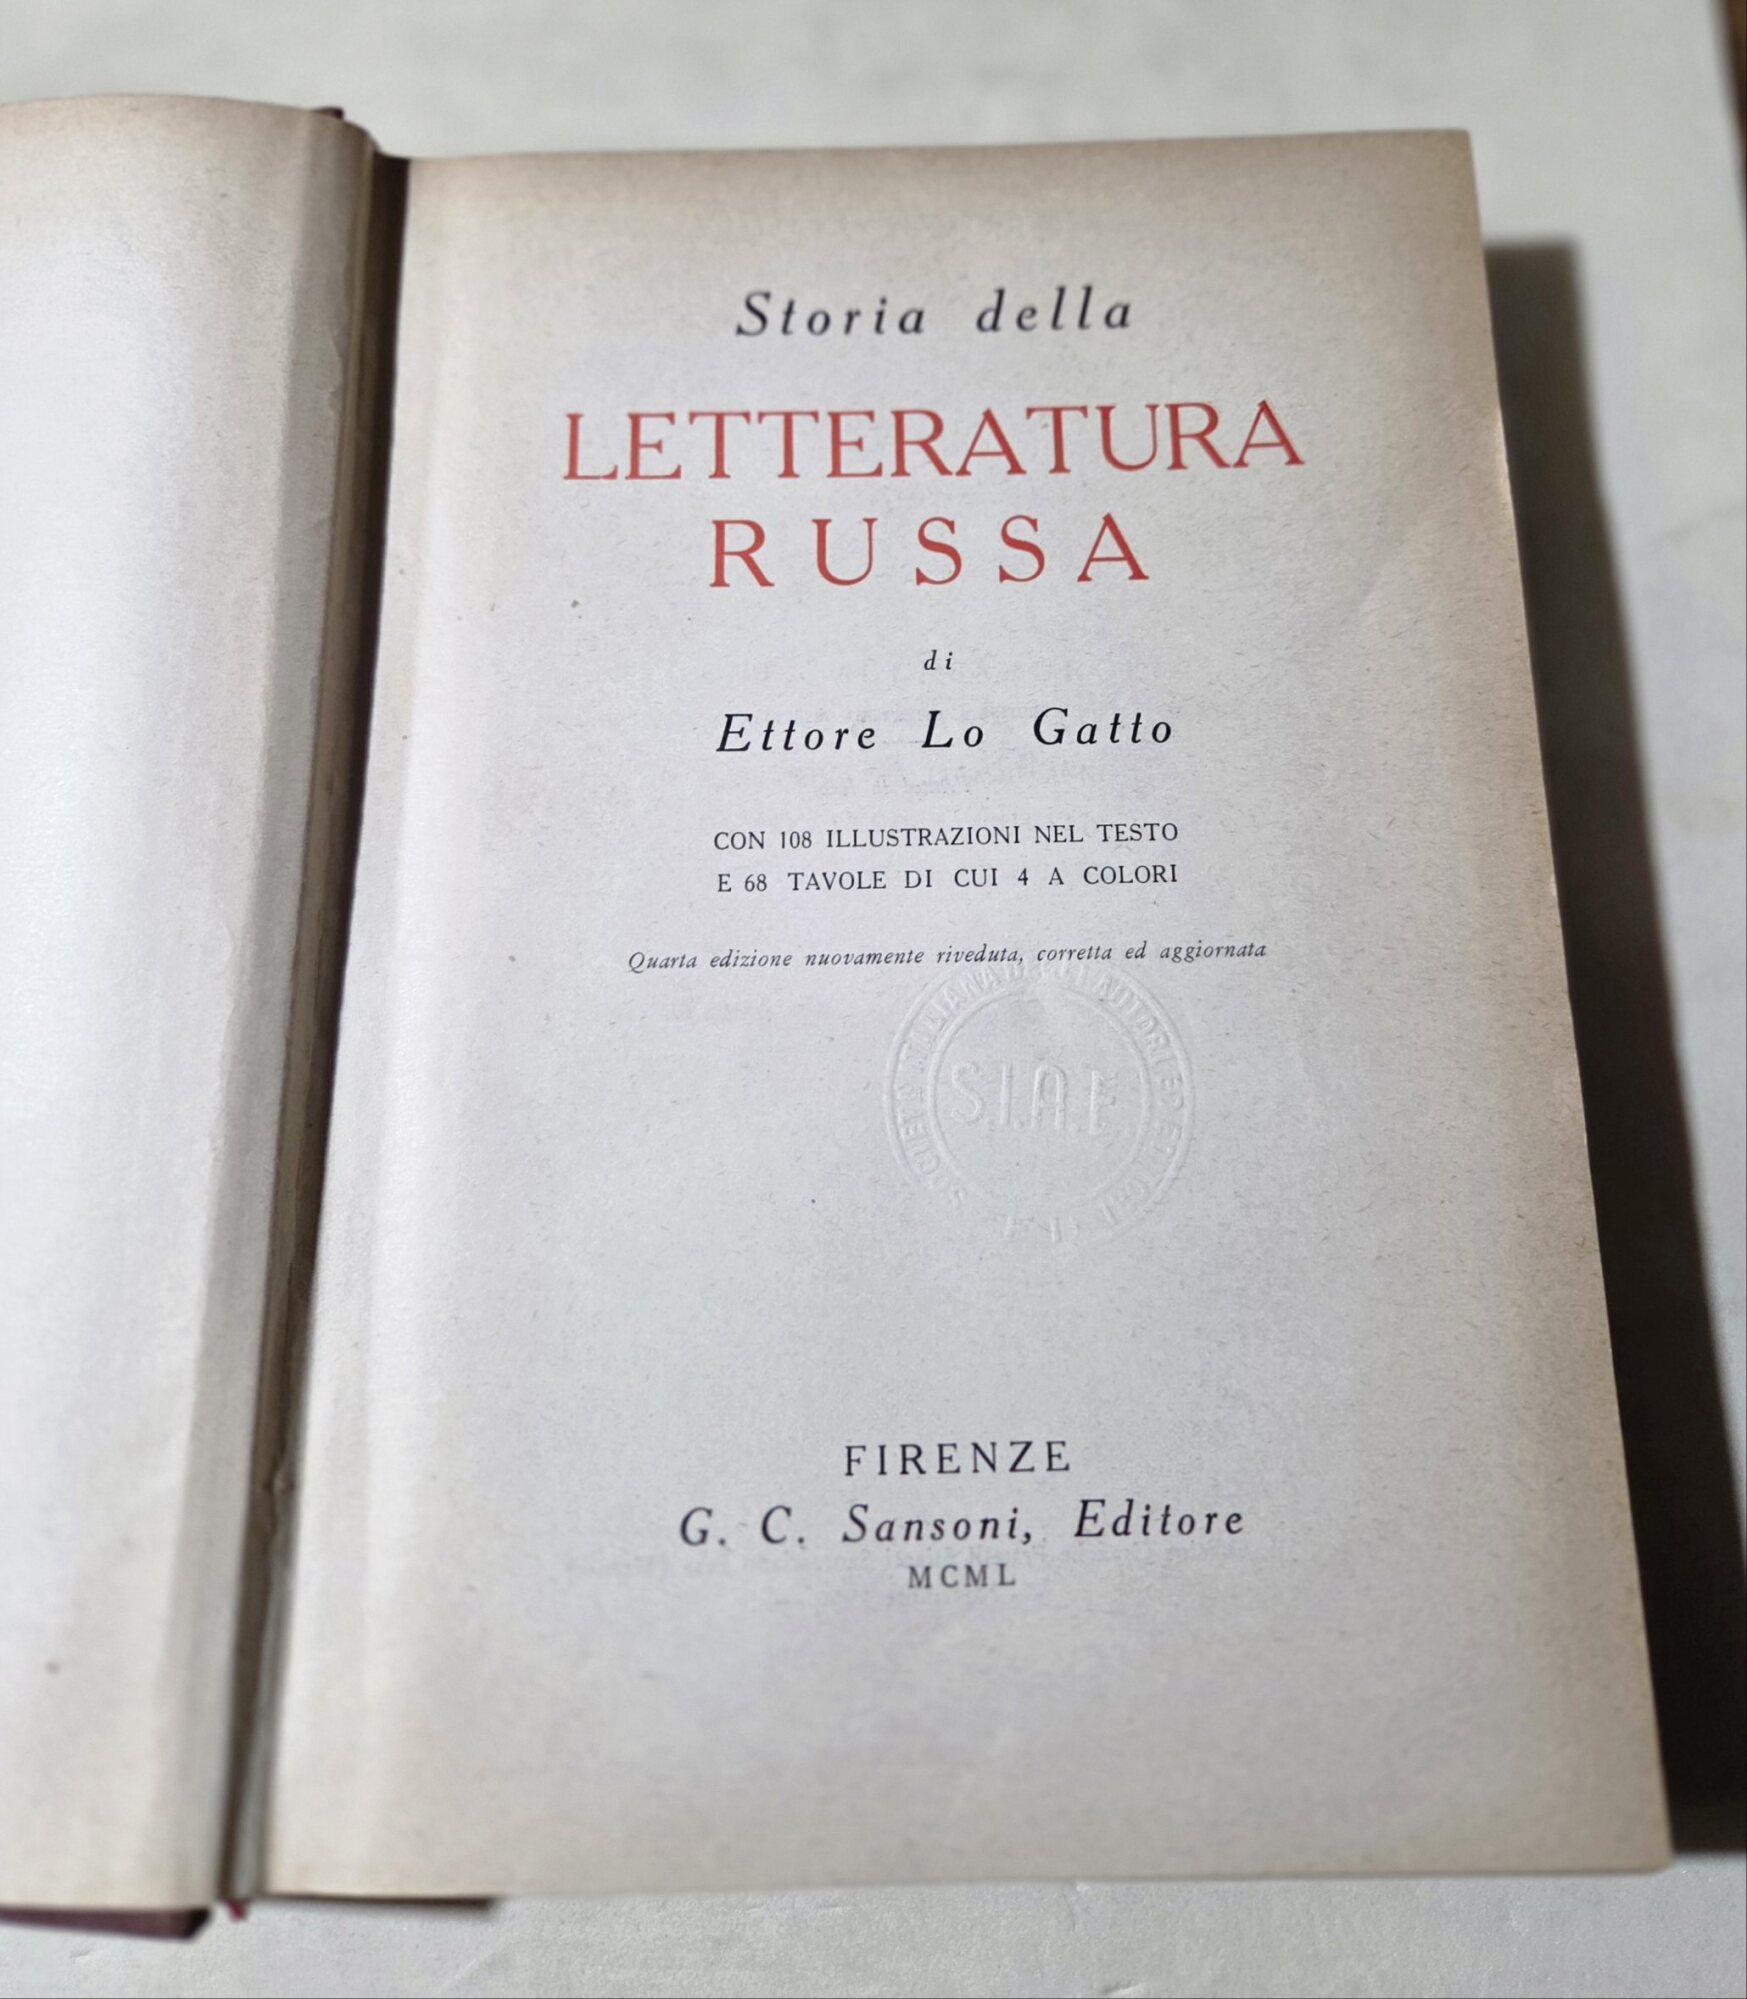 Storia della
LETTERATURA
RUSSA
di
Ettore Lo Gatto
CON 108 ILLUSTRAZIONI NEL TESTO
E 68 TAVOLE DI CUI 4 A COLORI
Quarta edizione nuovamente riveduta, corretta ed aggiornata
S.I.A.E.
FIRENZE
G. C. Sansoni, Editore
MCML